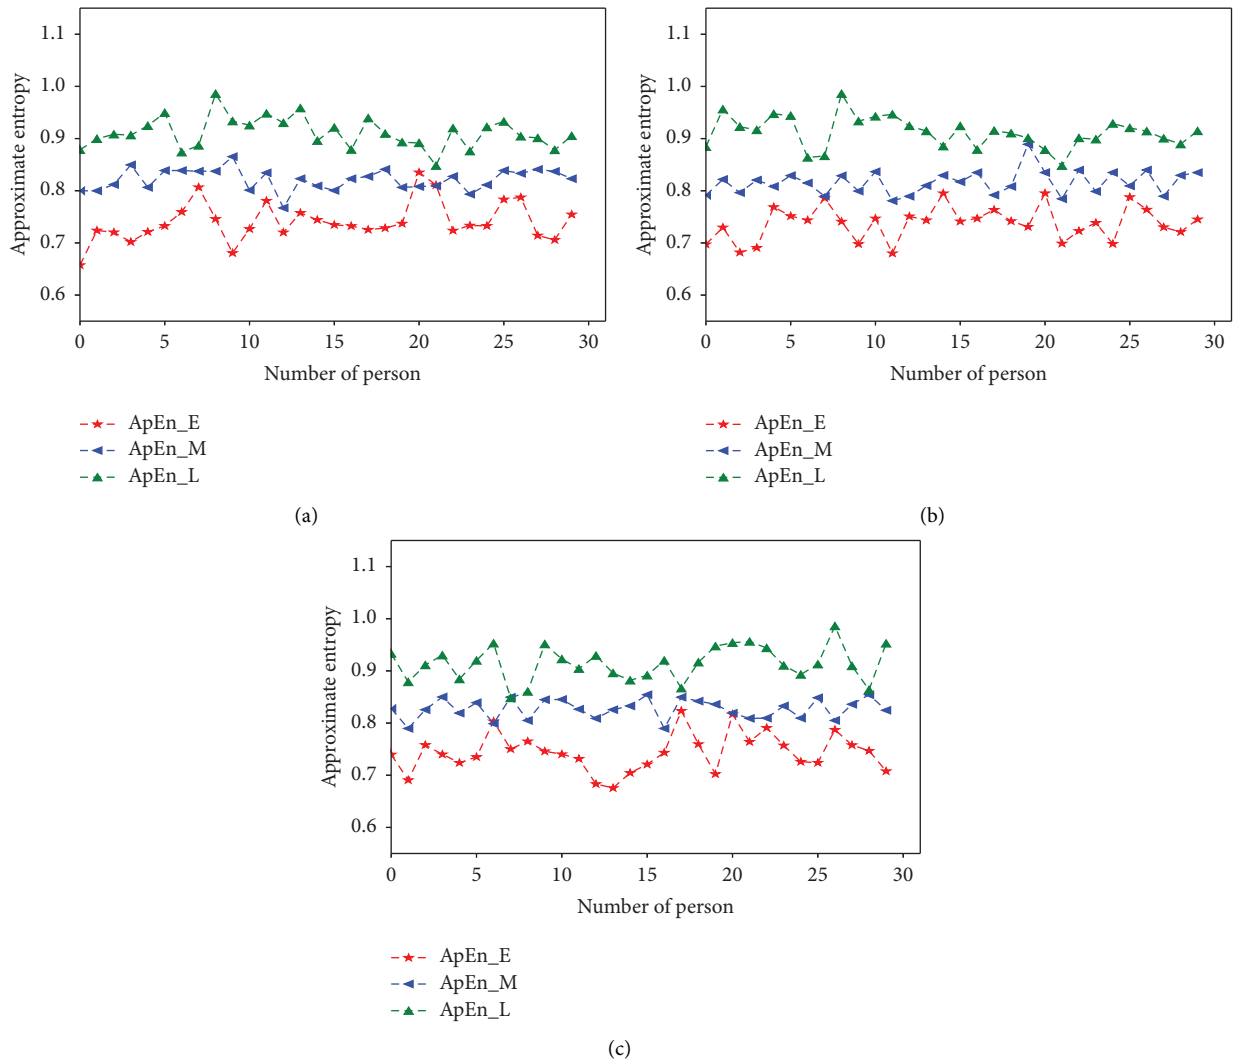 1.1
1.0
0.9
0.8
0.7
0.6
Approximate entropy
0 5 10 15 20 25 30
Number of person
ApEn_E
ApEn_M
ApEn_L
(a)
1.1
1.0
0.9
0.8
0.7
0.6
Approximate entropy
0 5 10 15 20 25 30
Number of person
ApEn_E
ApEn_M
ApEn_L
(b)
1.1
1.0
0.9
0.8
0.7
0.6
Approximate entropy
0 5 10 15 20 25 30
Number of person
ApEn_E
ApEn_M
ApEn_L
(c)